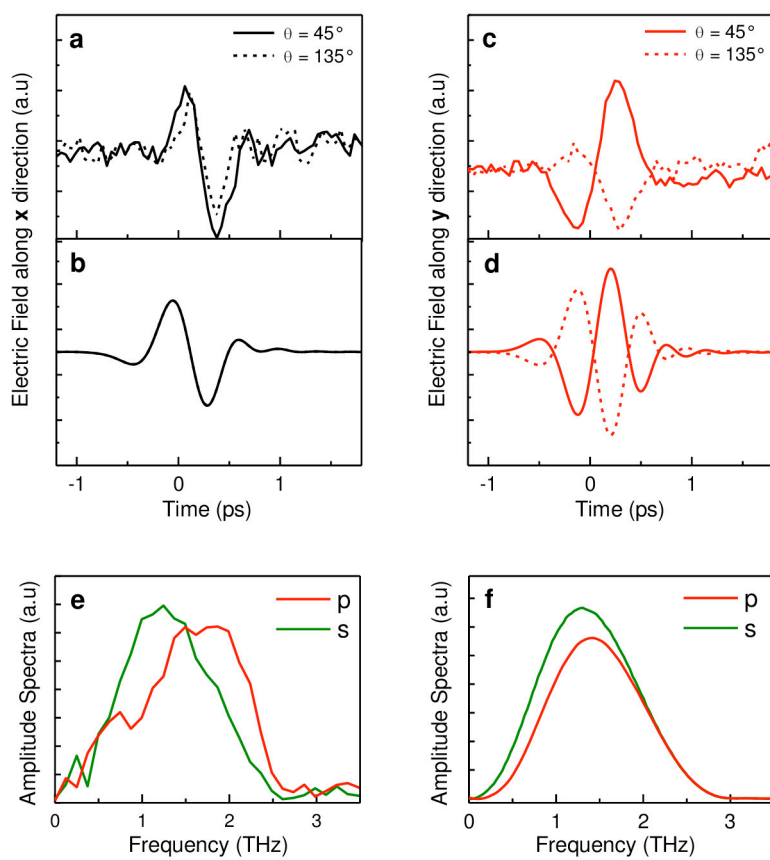 a
θ = 45°
θ = 135°
c
θ = 45°
θ = 135°
Electric Field along x direction (a.u)
Electric Field along y direction (a.u)
b
d
-1
0
1
Time (ps)
-1
0
1
Time (ps)
e
p
s
f
p
s
Amplitude Spectra (a.u)
Amplitude Spectra (a.u)
0
1
2
3
Frequency (THz)
0
1
2
3
Frequency (THz)